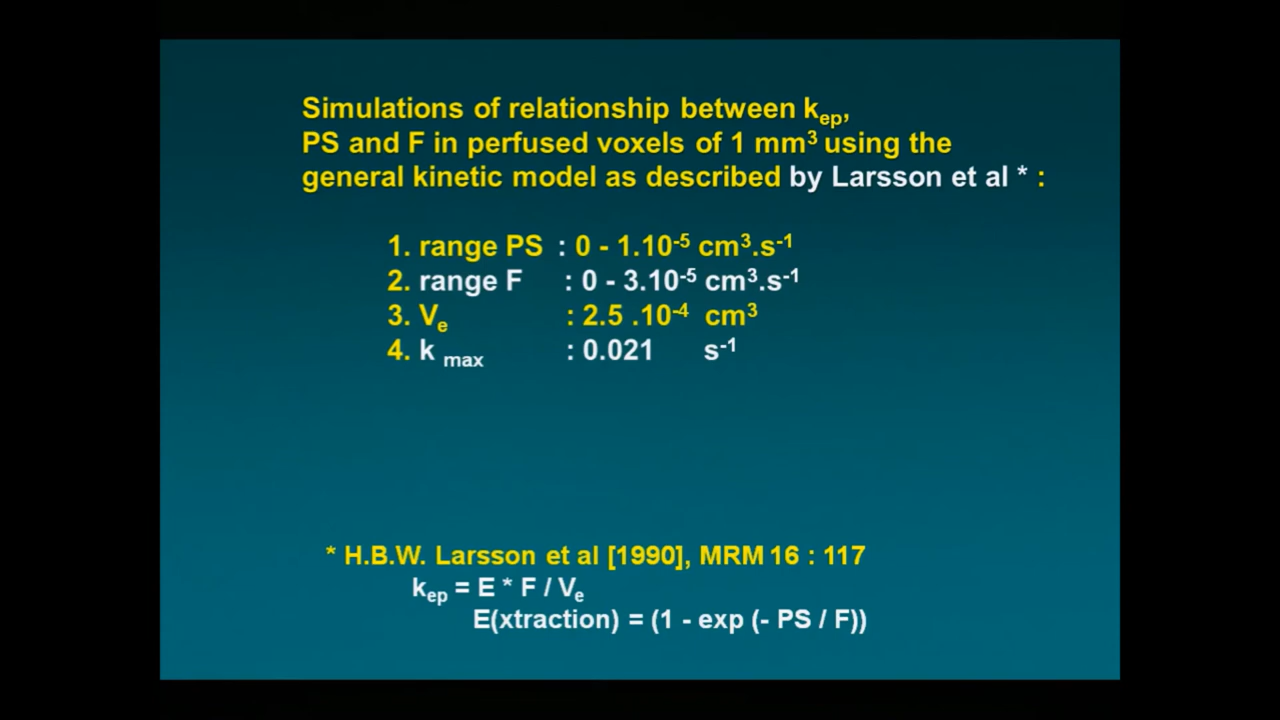 Simulations of relationship between kep,
PS and F in perfused voxels of 1 mm³ using the
general kinetic model as described by Larsson et al * :
1. range PS : 0 - 1.10⁻⁵ cm³.s⁻¹
2. range F : 0 - 3.10⁻⁵ cm³.s⁻¹
3. Ve : 2.5 .10⁻⁴ cm³
4. k max : 0.021 s⁻¹
* H.B.W. Larsson et al [1990], MRM 16 : 117
kep = E * F / Ve
E(xtraction) = (1 - exp (- PS / F))